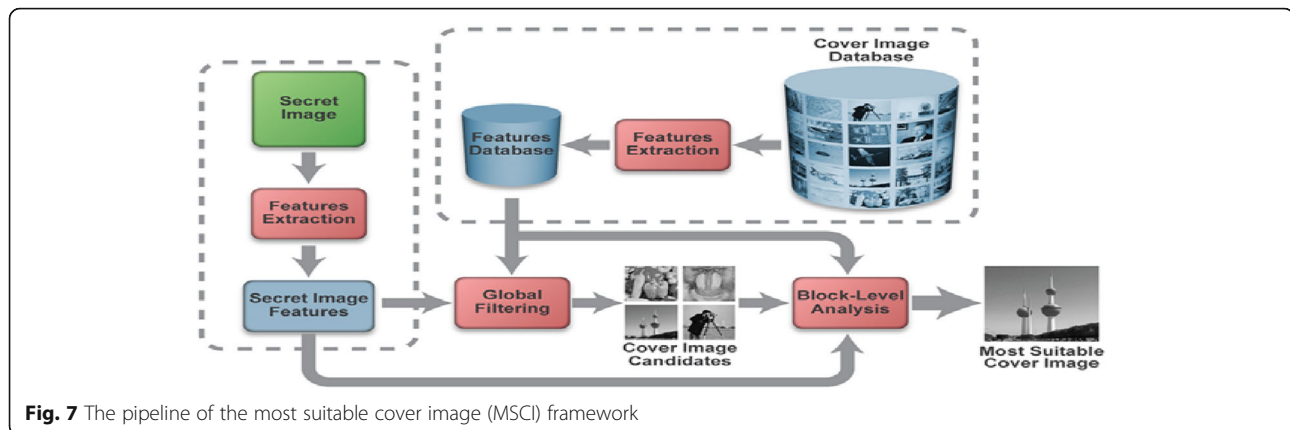 Cover Image
Database
Secret
Image
Features
Database
Features
Extraction
Features
Extraction
Secret Image
Features
Global
Filtering
Cover Image
Candidates
Block-Level
Analysis
Most Suitable
Cover Image
Fig. 7 The pipeline of the most suitable cover image (MSCI) framework